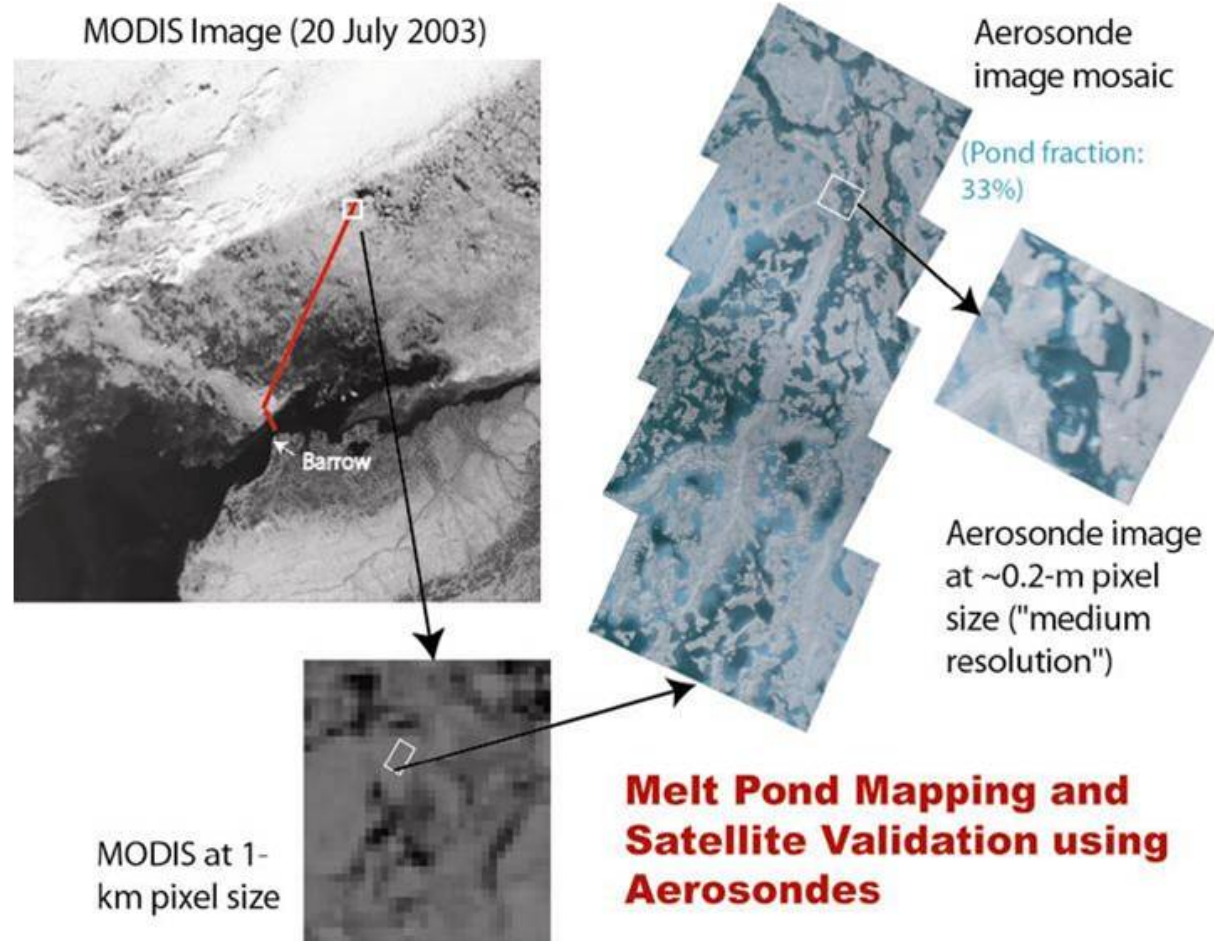 MODIS Image (20 July 2003)
Barrow
Aerosonde
image mosaic
(Pond fraction:
33%)
Aerosonde image
at ~0.2-m pixel
size ("medium
resolution")
MODIS at 1-
km pixel size
Melt Pond Mapping and
Satellite Validation using
Aerosondes